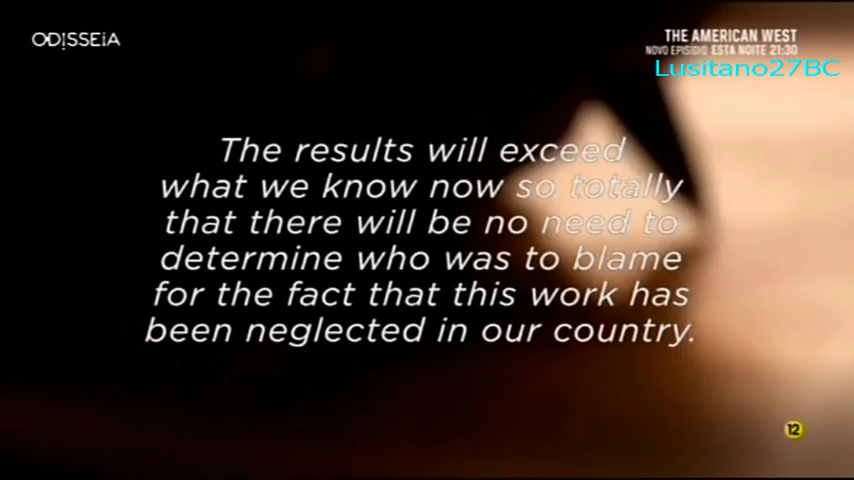 ODISSEiA
THE AMERICAN WEST
NOVO EPISÓDIO ESTA NOITE 21:30
Lusitano27BC
The results will exceed
what we know now so totally
that there will be no need to
determine who was to blame
for the fact that this work has
been neglected in our country.
12